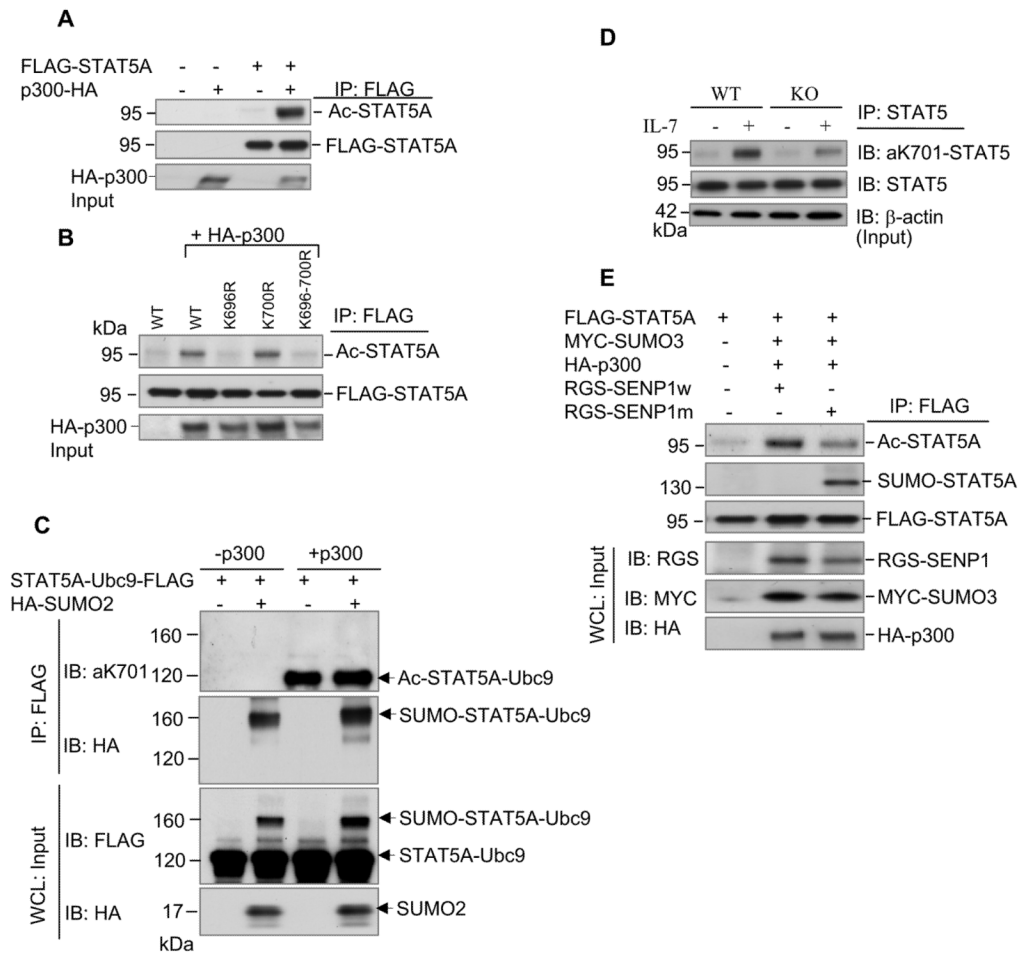 A
FLAG-STAT5A - - + +
p300-HA - + - + IP: FLAG
95 Ac-STAT5A
95 FLAG-STAT5A
HA-p300
Input
B
+ HA-p300
kDa WT WT K696R K700R K696-700R IP: FLAG
95 Ac-STAT5A
95 FLAG-STAT5A
HA-p300
Input
C
-p300 +p300
STAT5A-Ubc9-FLAG + + + +
HA-SUMO2 - + - +
IP: FLAG
160
IB: aK701 120 Ac-STAT5A-Ubc9
160 SUMO-STAT5A-Ubc9
IB: HA
120
WCL: Input
160 SUMO-STAT5A-Ubc9
IB: FLAG
120 STAT5A-Ubc9
IB: HA 17 SUMO2
kDa
D
WT KO IP: STAT5
IL-7 - + - +
95 IB: aK701-STAT5
95 IB: STAT5
42 IB: β-actin
kDa (Input)
E
FLAG-STAT5A + + +
MYC-SUMO3 - + +
HA-p300 - + +
RGS-SENP1w - +
RGS-SENP1m - - + IP: FLAG
95 Ac-STAT5A
130 SUMO-STAT5A
95 FLAG-STAT5A
WCL: Input
IB: RGS RGS-SENP1
IB: MYC MYC-SUMO3
IB: HA HA-p300